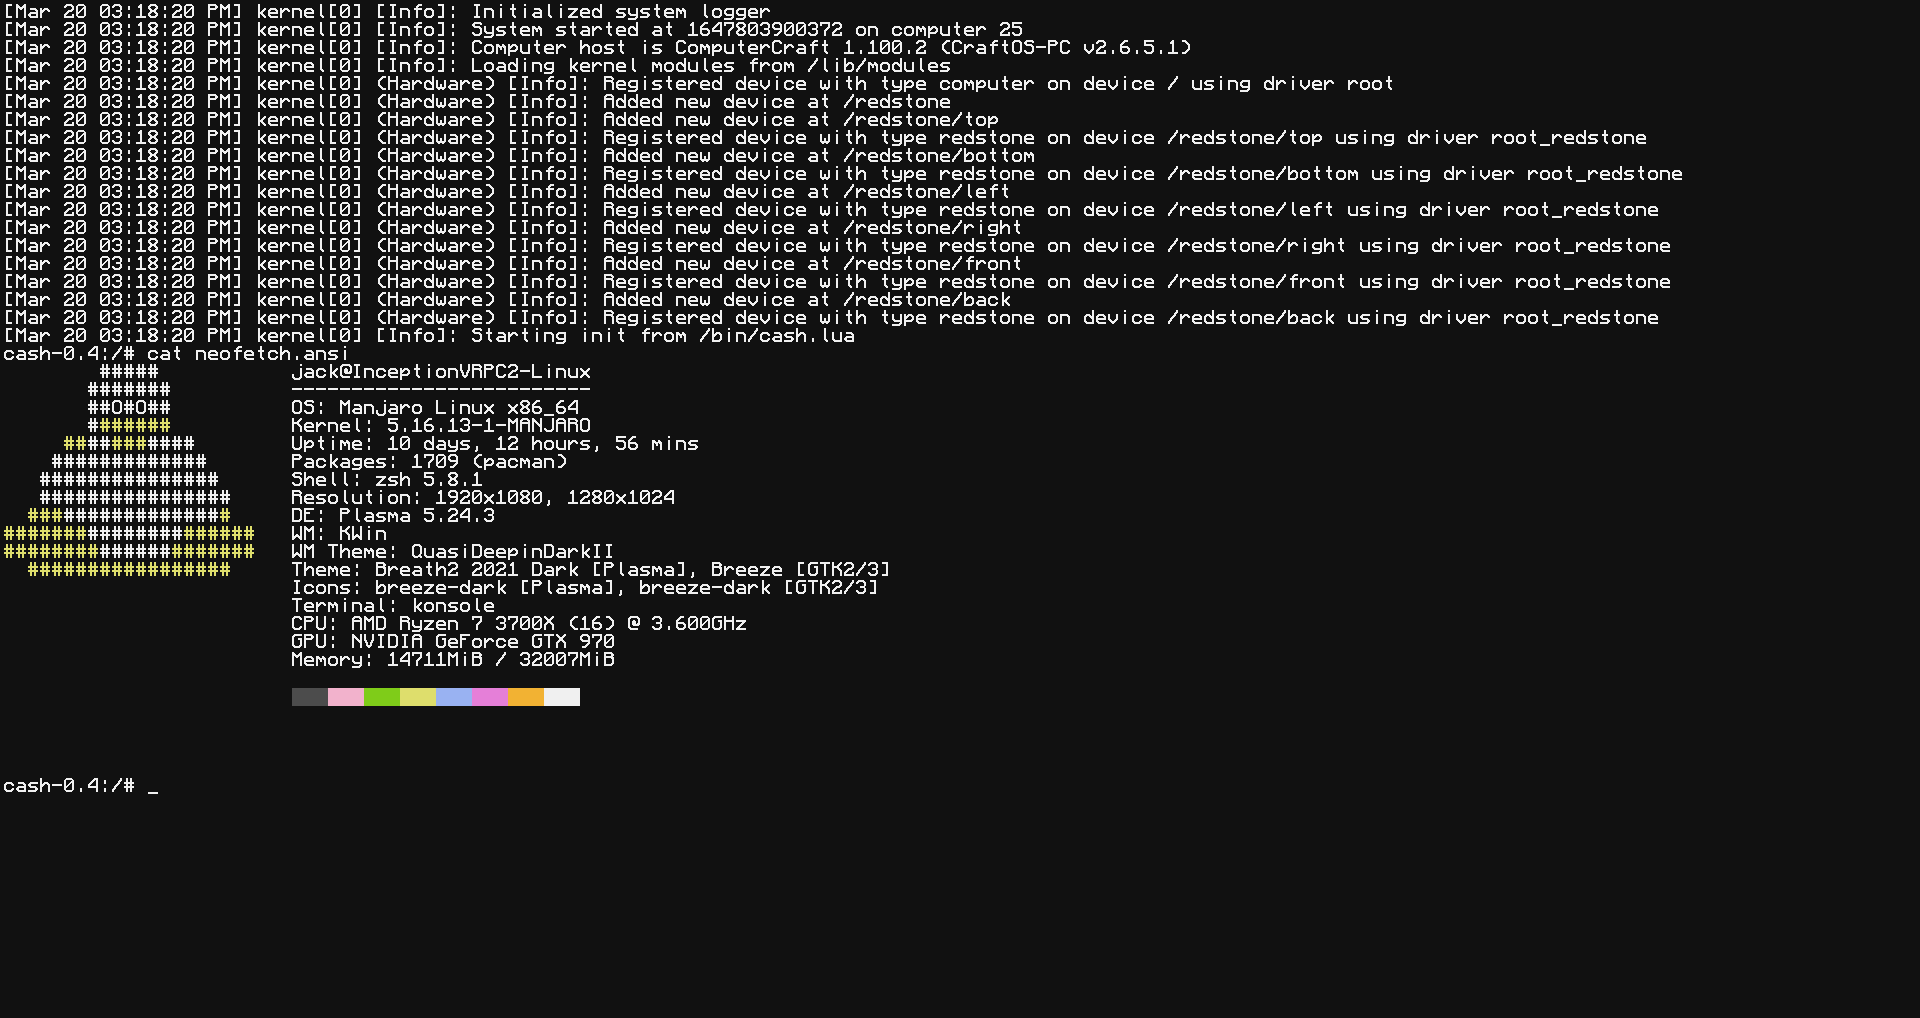 [Mar 20 03:18:20 PM] kernel[0] [Info]: Initialized system logger
[Mar 20 03:18:20 PM] kernel[0] [Info]: System started at 1647803900372 on computer 25
[Mar 20 03:18:20 PM] kernel[0] [Info]: Computer host is ComputerCraft 1.100.2 (CraftOS-PC v2.6.5.1)
[Mar 20 03:18:20 PM] kernel[0] [Info]: Loading kernel modules from /lib/modules
[Mar 20 03:18:20 PM] kernel[0] (Hardware) [Info]: Registered device with type computer on device / using driver root
[Mar 20 03:18:20 PM] kernel[0] (Hardware) [Info]: Added new device at /redstone
[Mar 20 03:18:20 PM] kernel[0] (Hardware) [Info]: Added new device at /redstone/top
[Mar 20 03:18:20 PM] kernel[0] (Hardware) [Info]: Registered device with type redstone on device /redstone/top using driver root_redstone
[Mar 20 03:18:20 PM] kernel[0] (Hardware) [Info]: Added new device at /redstone/bottom
[Mar 20 03:18:20 PM] kernel[0] (Hardware) [Info]: Registered device with type redstone on device /redstone/bottom using driver root_redstone
[Mar 20 03:18:20 PM] kernel[0] (Hardware) [Info]: Added new device at /redstone/left
[Mar 20 03:18:20 PM] kernel[0] (Hardware) [Info]: Registered device with type redstone on device /redstone/left using driver root_redstone
[Mar 20 03:18:20 PM] kernel[0] (Hardware) [Info]: Added new device at /redstone/right
[Mar 20 03:18:20 PM] kernel[0] (Hardware) [Info]: Registered device with type redstone on device /redstone/right using driver root_redstone
[Mar 20 03:18:20 PM] kernel[0] (Hardware) [Info]: Added new device at /redstone/front
[Mar 20 03:18:20 PM] kernel[0] (Hardware) [Info]: Registered device with type redstone on device /redstone/front using driver root_redstone
[Mar 20 03:18:20 PM] kernel[0] (Hardware) [Info]: Added new device at /redstone/back
[Mar 20 03:18:20 PM] kernel[0] (Hardware) [Info]: Registered device with type redstone on device /redstone/back using driver root_redstone
[Mar 20 03:18:20 PM] kernel[0] [Info]: Starting init from /bin/cash.lua
cash-0.4:/# cat neofetch.ansi
        #####           jack@InceptionVRPC2-Linux
       #######          -------------------------
       ##O#O##          OS: Manjaro Linux x86_64
       #######          Kernel: 5.16.13-1-MANJARO
     ###########        Uptime: 10 days, 12 hours, 56 mins
    #############       Packages: 1709 (pacman)
   ###############      Shell: zsh 5.8.1
   ################     Resolution: 1920x1080, 1280x1024
  #################     DE: Plasma 5.24.3
#####################   WM: KWin
#####################   WM Theme: QuasiDeepinDarkII
  #################     Theme: Breath2 2021 Dark [Plasma], Breeze [GTK2/3]
                        Icons: breeze-dark [Plasma], breeze-dark [GTK2/3]
                        Terminal: konsole
                        CPU: AMD Ryzen 7 3700X (16) @ 3.600GHz
                        GPU: NVIDIA GeForce GTX 970
                        Memory: 14711MiB / 32007MiB
cash-0.4:/# _